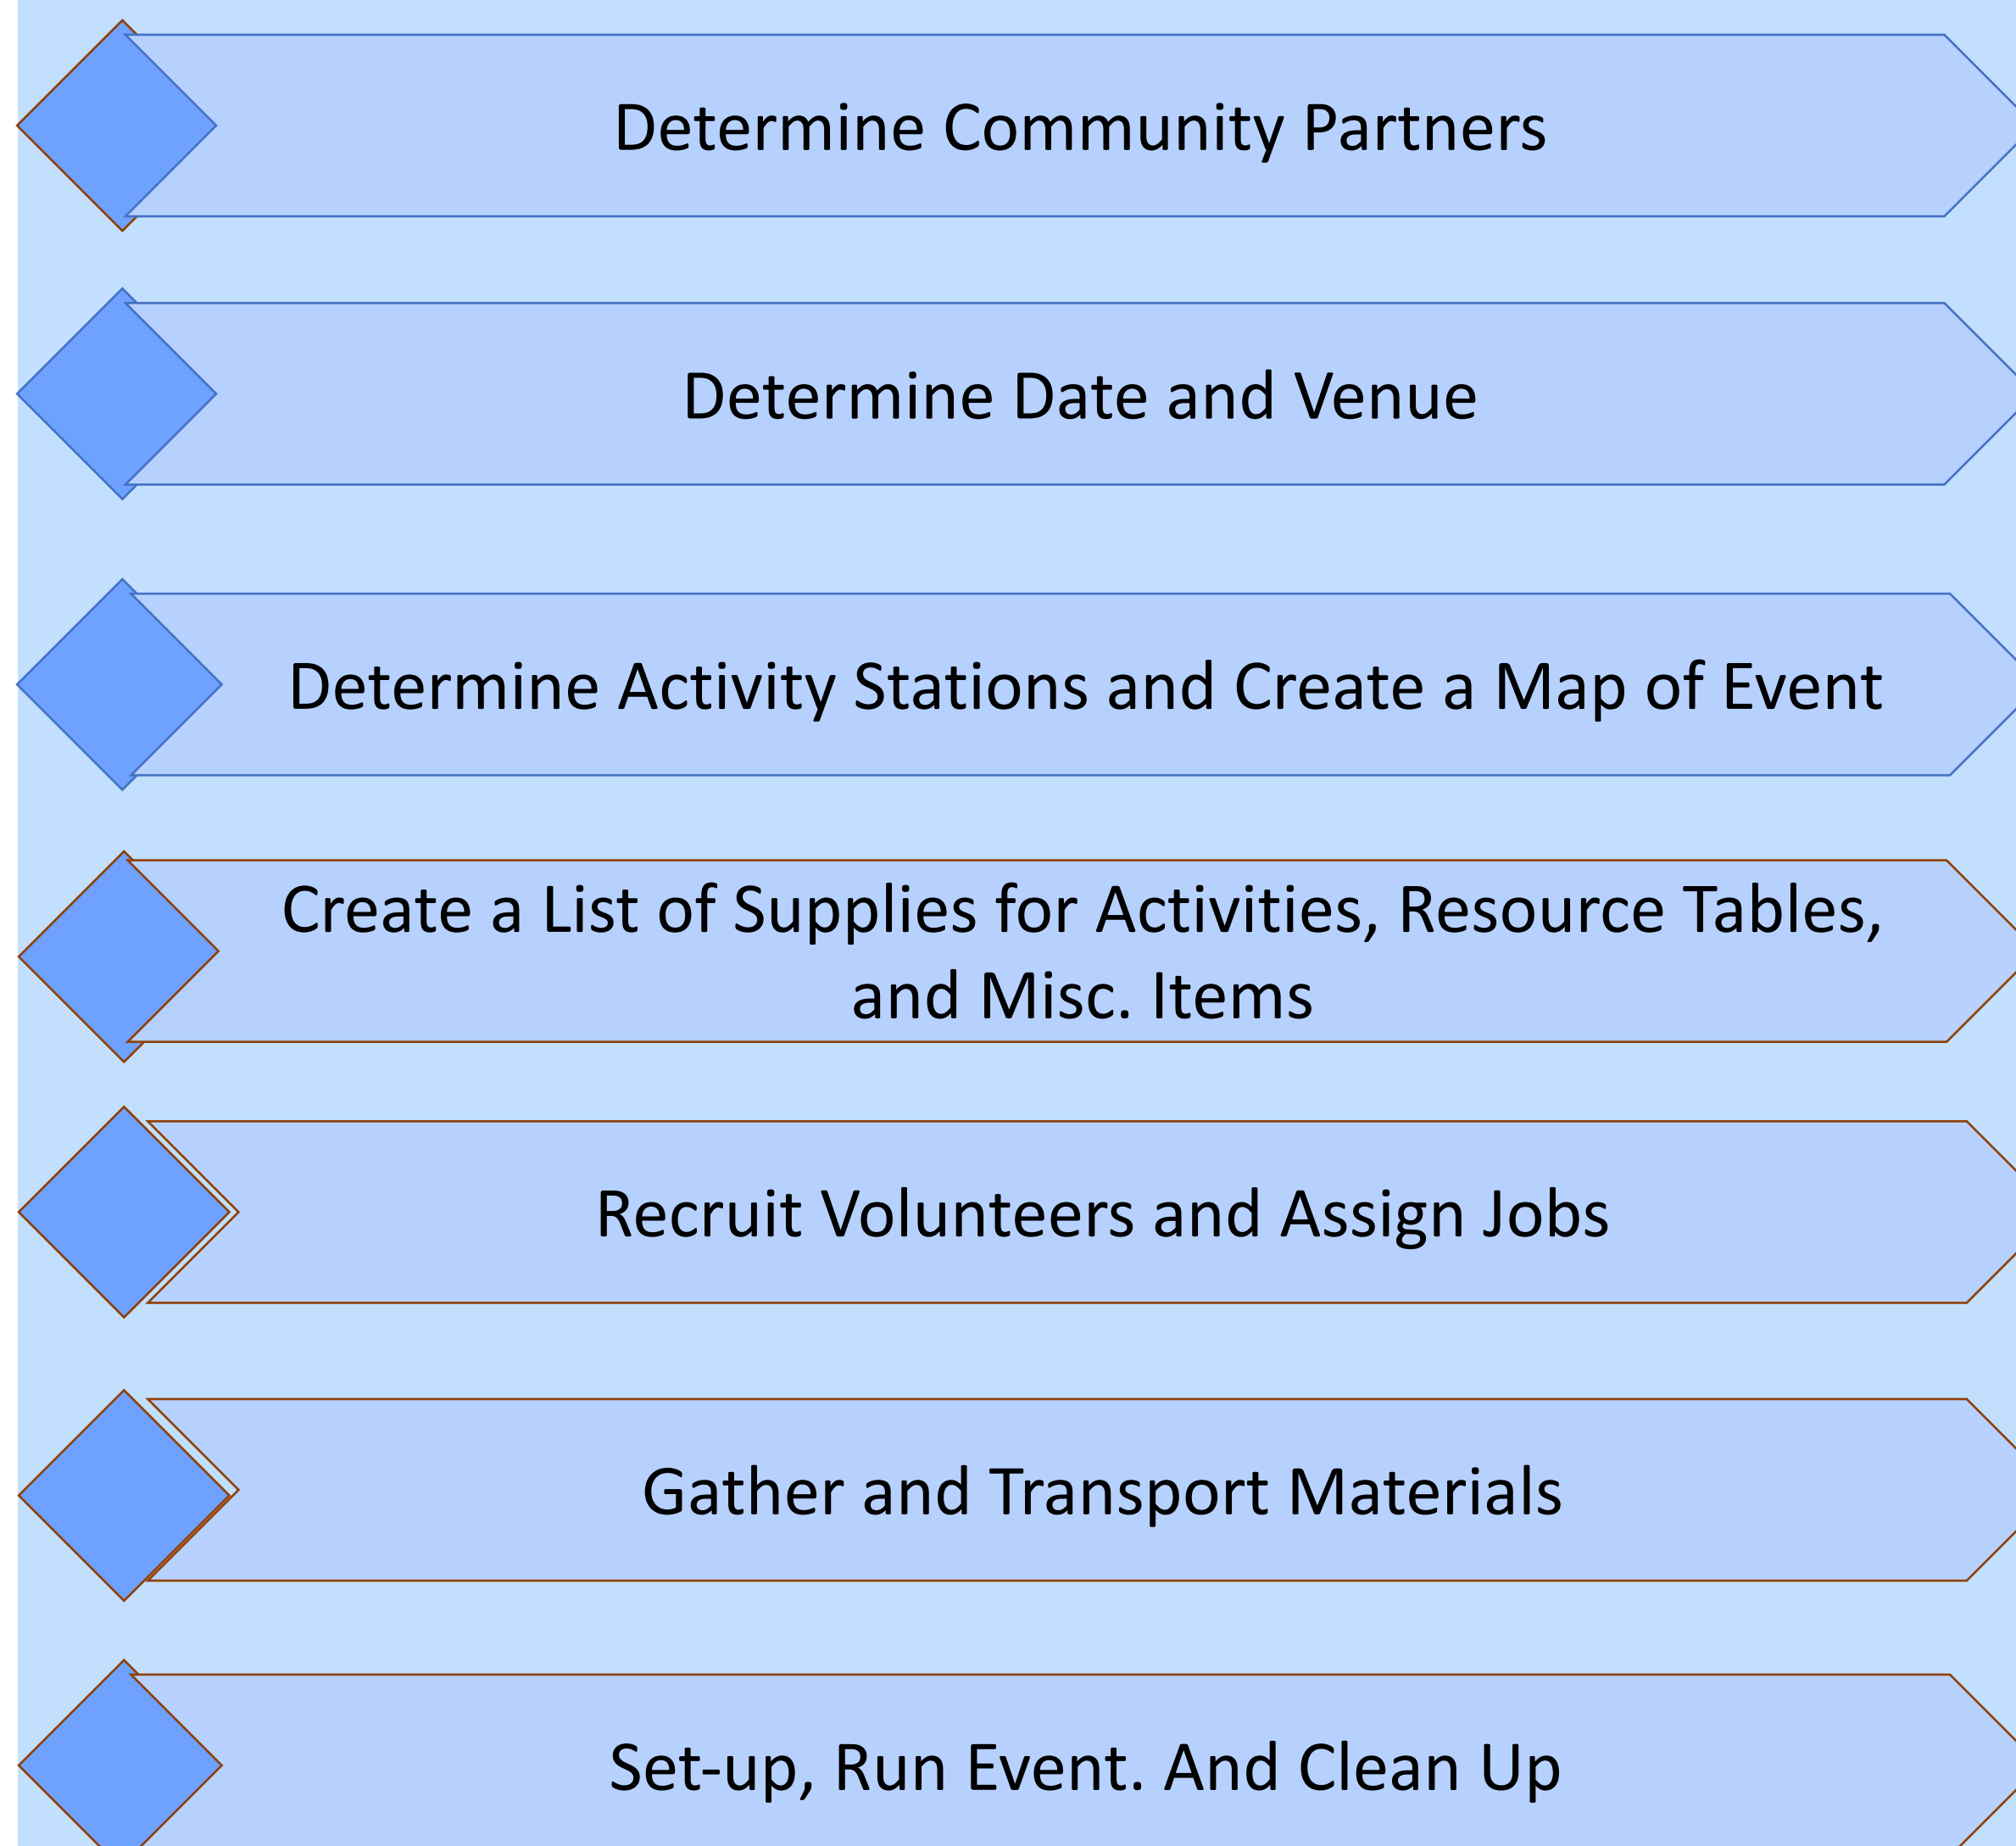 Determine Community Partners
Determine Date and Venue
Determine Activity Stations and Create a Map of Event
Create a List of Supplies for Activities, Resource Tables,
and Misc. Items
Recruit Volunteers and Assign Jobs
Gather and Transport Materials
Set-up, Run Event. And Clean Up